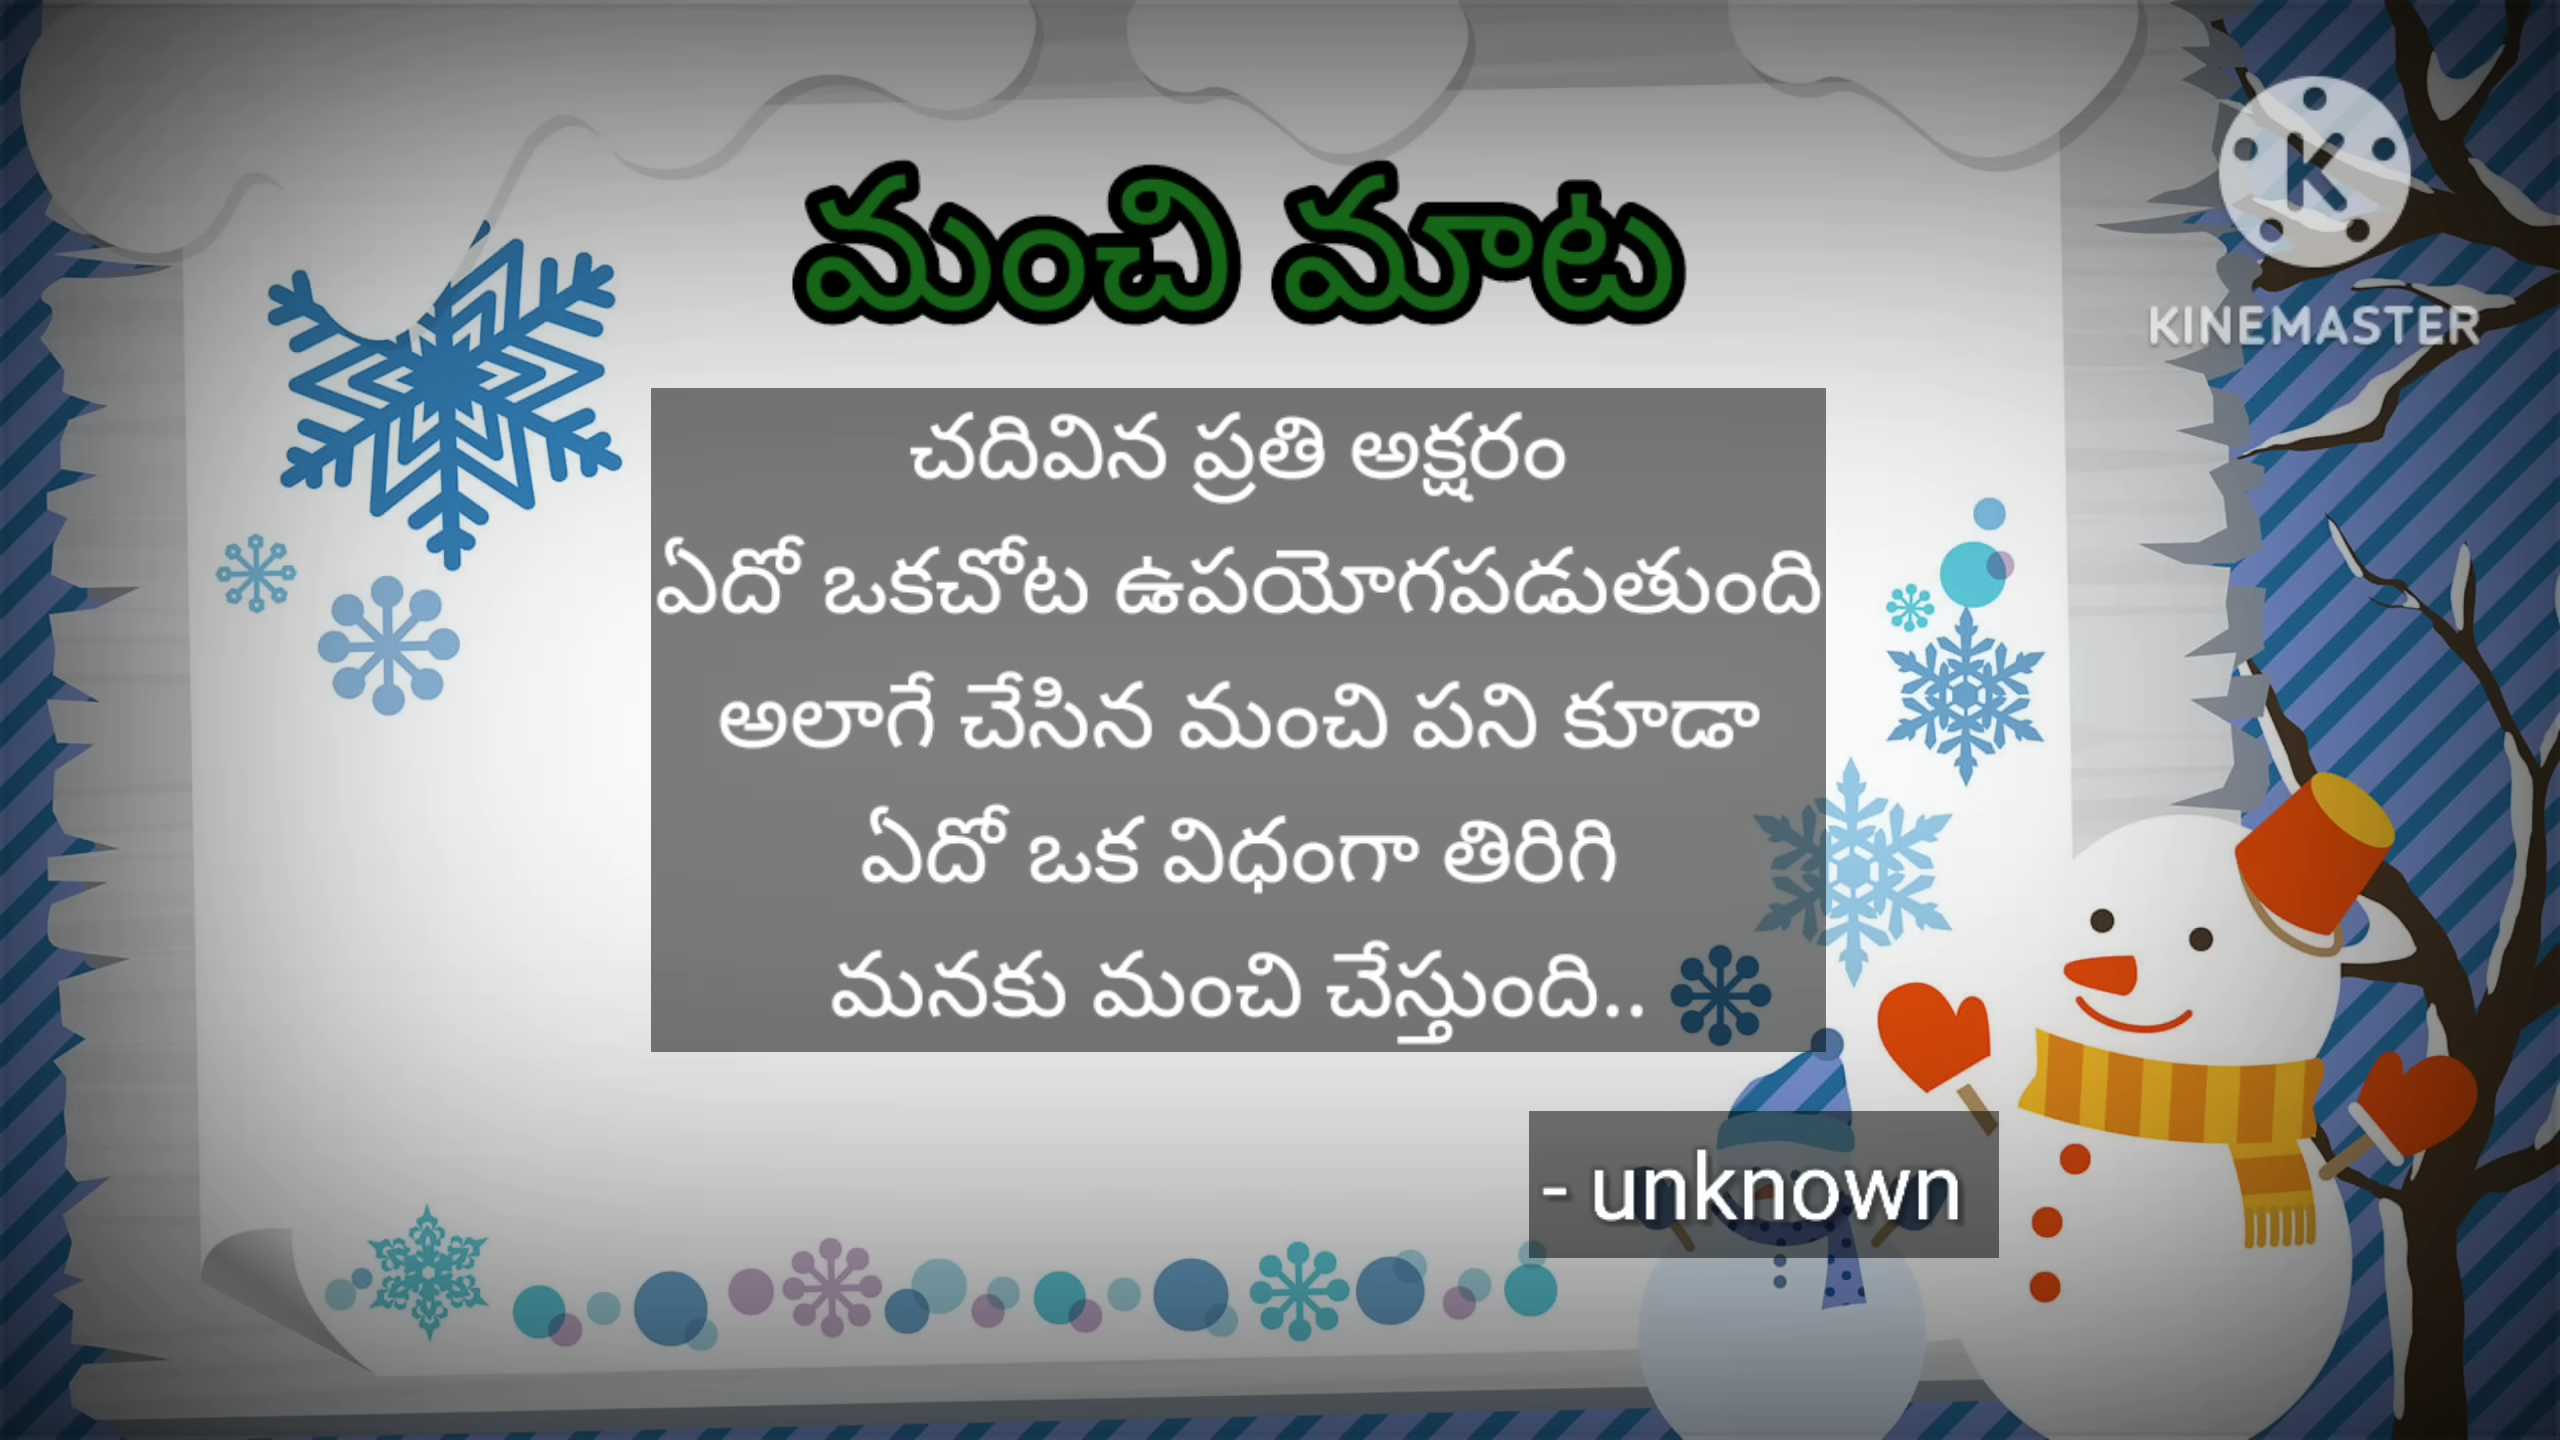 మంచి మాట
KINEMASTER
చదివిన ప్రతి అక్షరం
ఏదో ఒకచోట ఉపయోగపడుతుంది
అలాగే చేసిన మంచి పని కూడా
ఏదో ఒక విధంగా తిరిగి
మనకు మంచి చేస్తుంది..
- unknown